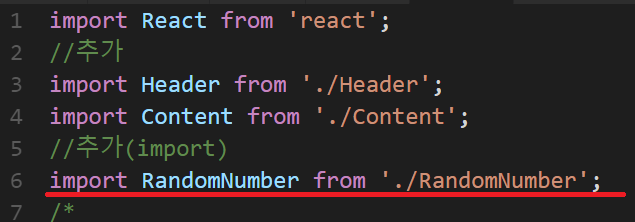 1 import React from 'react';
2 //추가
3 import Header from './Header';
4 import Content from './Content';
5 //추가(import)
6 import RandomNumber from './RandomNumber';
7 /*